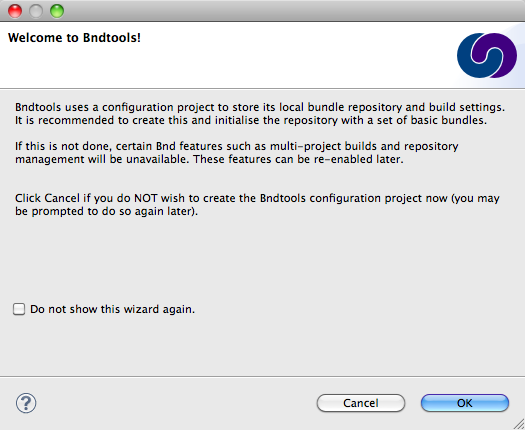 Welcome to Bndtools!
Bndtools uses a configuration project to store its local bundle repository and build settings.
It is recommended to create this and initialise the repository with a set of basic bundles.
If this is not done, certain Bnd features such as multi-project builds and repository
management will be unavailable. These features can be re-enabled later.
Click Cancel if you do NOT wish to create the Bndtools configuration project now (you may
be prompted to do so again later).
Do not show this wizard again.
?
Cancel
OK